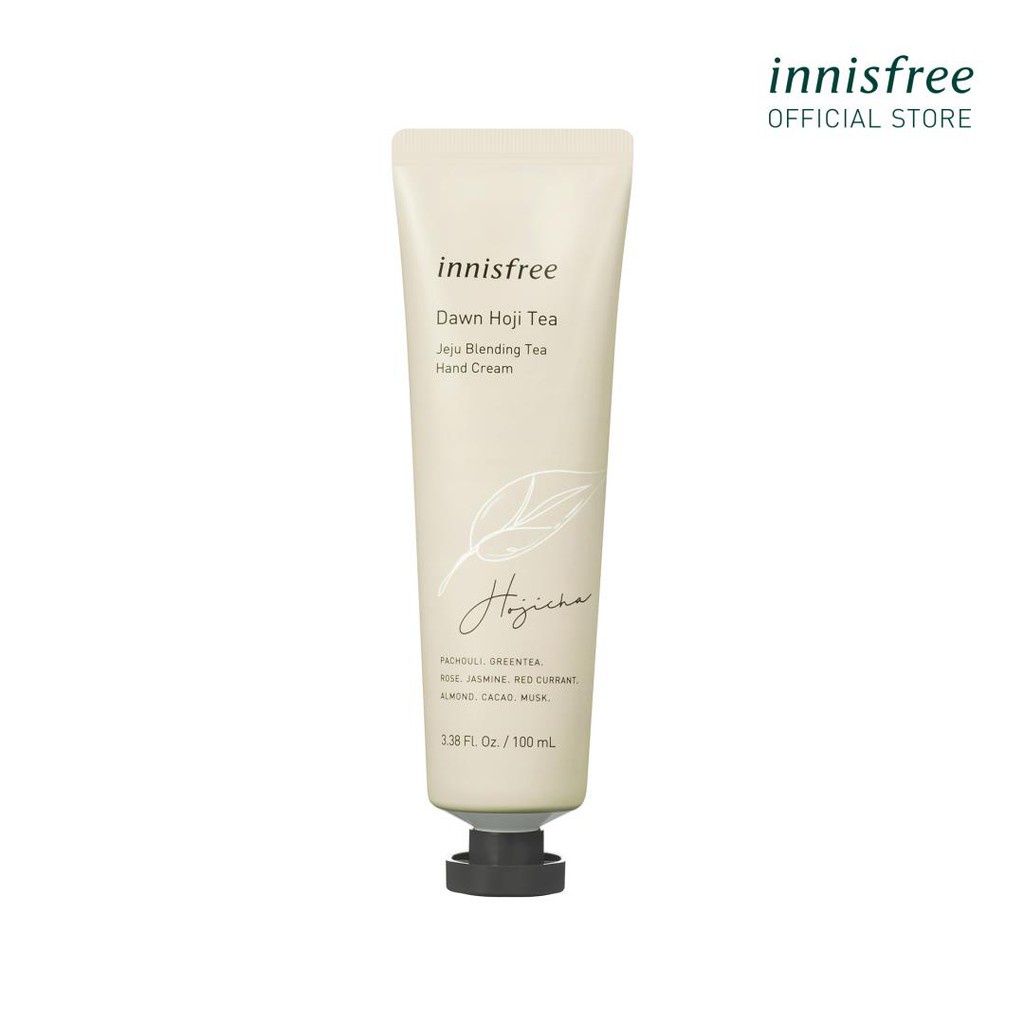 innisfree
OFFICIAL STORE
innisfree
Dawn Hoji Tea
Jeju Blending Tea
Hand Cream
Hojicha
PACHOULI. GREENTEA.
ROSE. JASMINE. RED CURRANT.
ALMOND. CACAO. MUSK.
3.38 Fl. Oz. / 100 mL